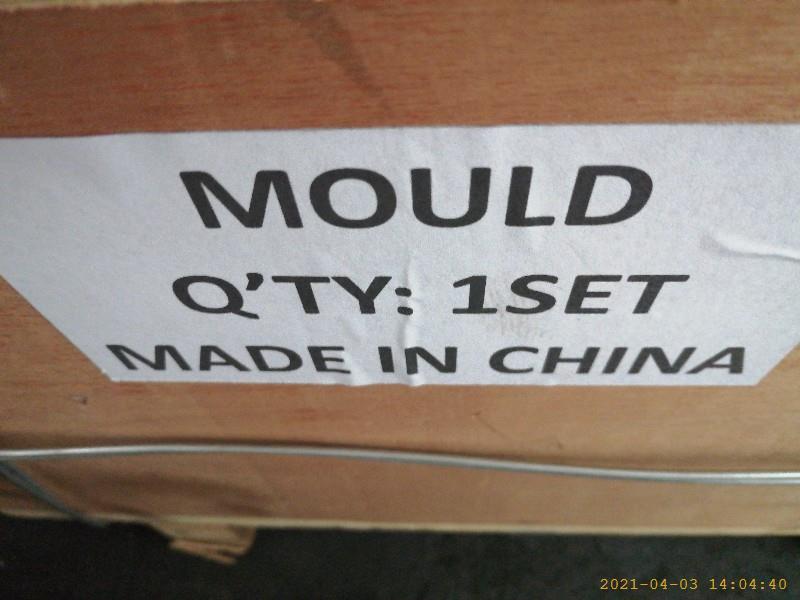 MOULD
Q'TY: 1SET
MADE IN CHINA
2021-04-03 14:04:40